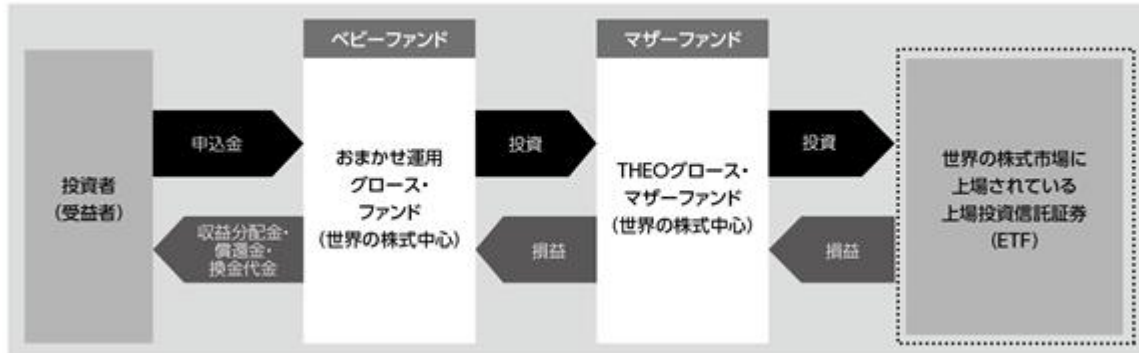 ベビーファンド
マザーファンド
投資者
(受益者)
申込金
収益分配金・
償還金・
換金代金
おまかせ運用
グロース・
ファンド
(世界の株式中心)
投資
損益
THEOグロース・
マザーファンド
(世界の株式中心)
投資
損益
世界の株式市場に
上場されている
上場投資信託証券
(ETF)